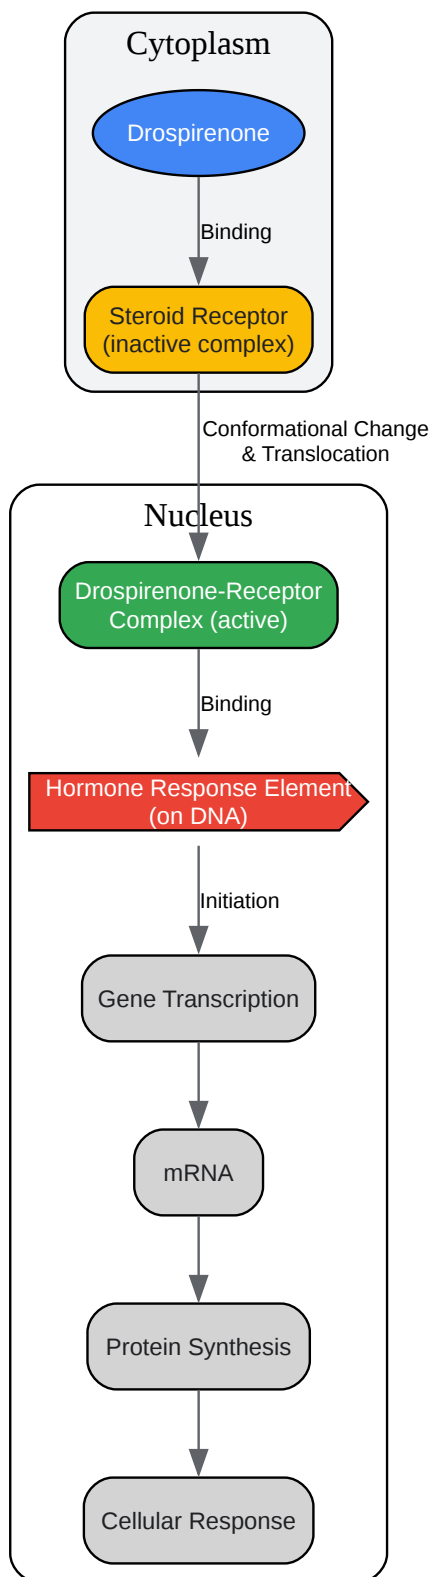 Cytoplasm
Drospirenone
Binding
Steroid Receptor
(inactive complex)
Conformational Change
& Translocation
Nucleus
Drospirenone-Receptor
Complex (active)
Binding
Hormone Response Element
(on DNA)
Initiation
Gene Transcription
mRNA
Protein Synthesis
Cellular Response